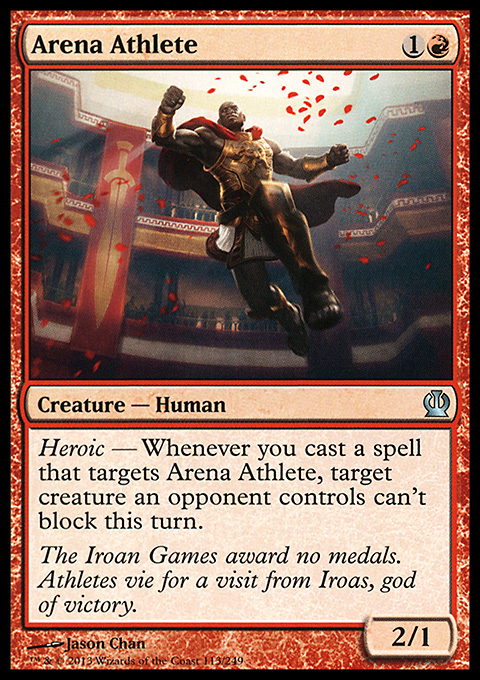 Arena Athlete 1
Creature — Human
Heroic — Whenever you cast a spell
that targets Arena Athlete, target
creature an opponent controls can't
block this turn.
The Iroan Games award no medals.
Athletes vie for a visit from Iroas, god
of victory.
2/1
Jason Chan
™ & © 2013 Wizards of the Coast 113/249